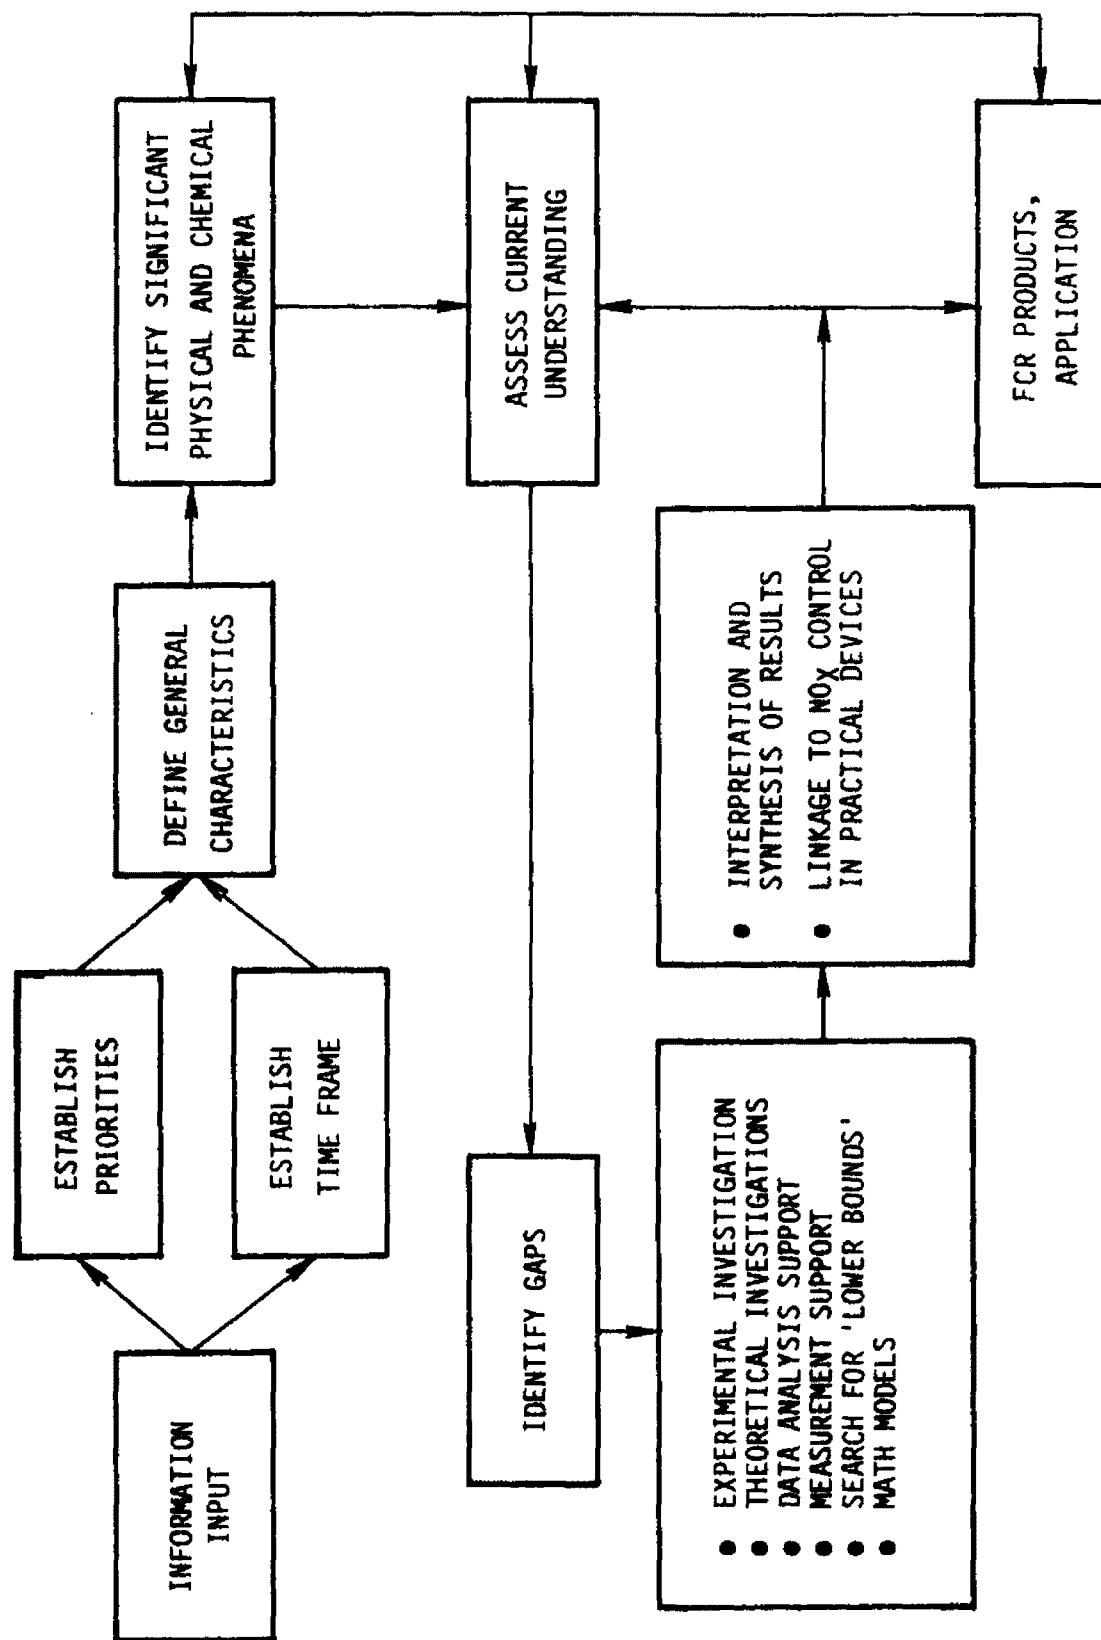 INFORMATION
INPUT
ESTABLISH
PRIORITIES
ESTABLISH
TIME FRAME
DEFINE GENERAL
CHARACTERISTICS
IDENTIFY SIGNIFICANT
PHYSICAL AND CHEMICAL
PHENOMENA
ASSESS CURRENT
UNDERSTANDING
IDENTIFY GAPS
● EXPERIMENTAL INVESTIGATION
● THEORETICAL INVESTIGATIONS
● DATA ANALYSIS SUPPORT
● MEASUREMENT SUPPORT
● SEARCH FOR 'LOWER BOUNDS'
● MATH MODELS
● INTERPRETATION AND
SYNTHESIS OF RESULTS
● LINKAGE TO NOX CONTROL
IN PRACTICAL DEVICES
FCR PRODUCTS,
APPLICATION